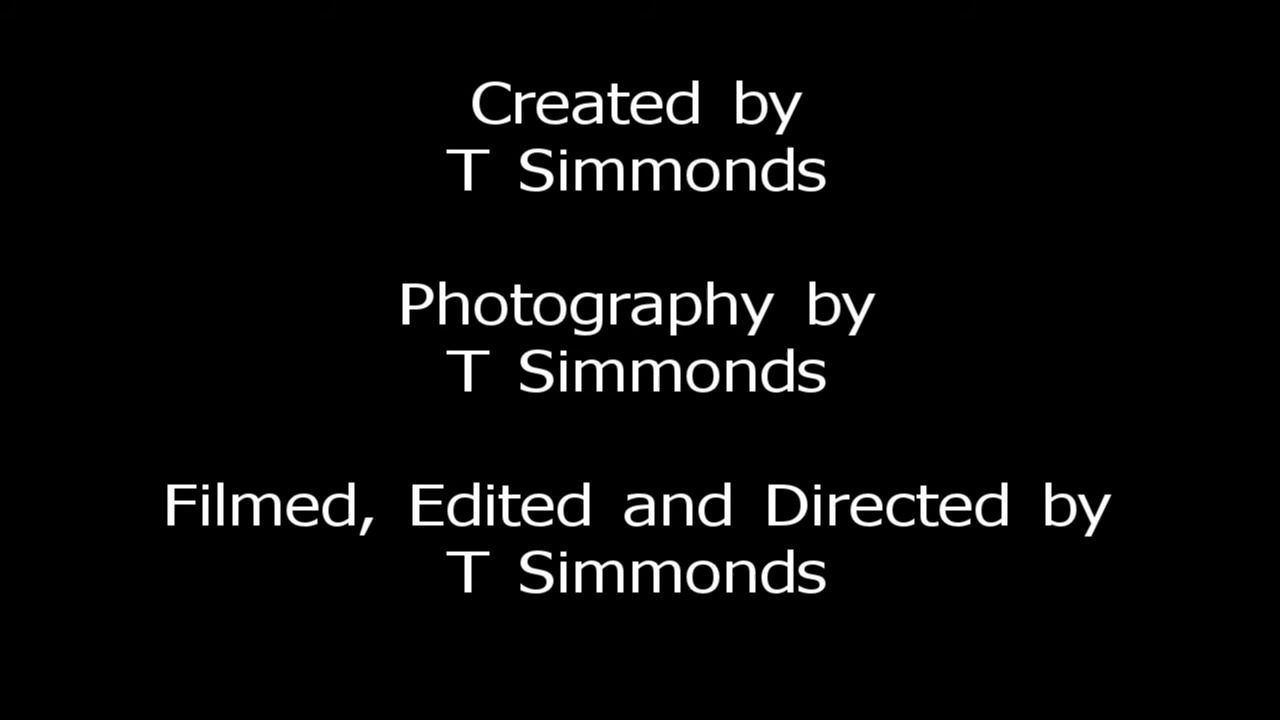 Created by
T Simmonds
Photography by
T Simmonds
Filmed, Edited and Directed by
T Simmonds